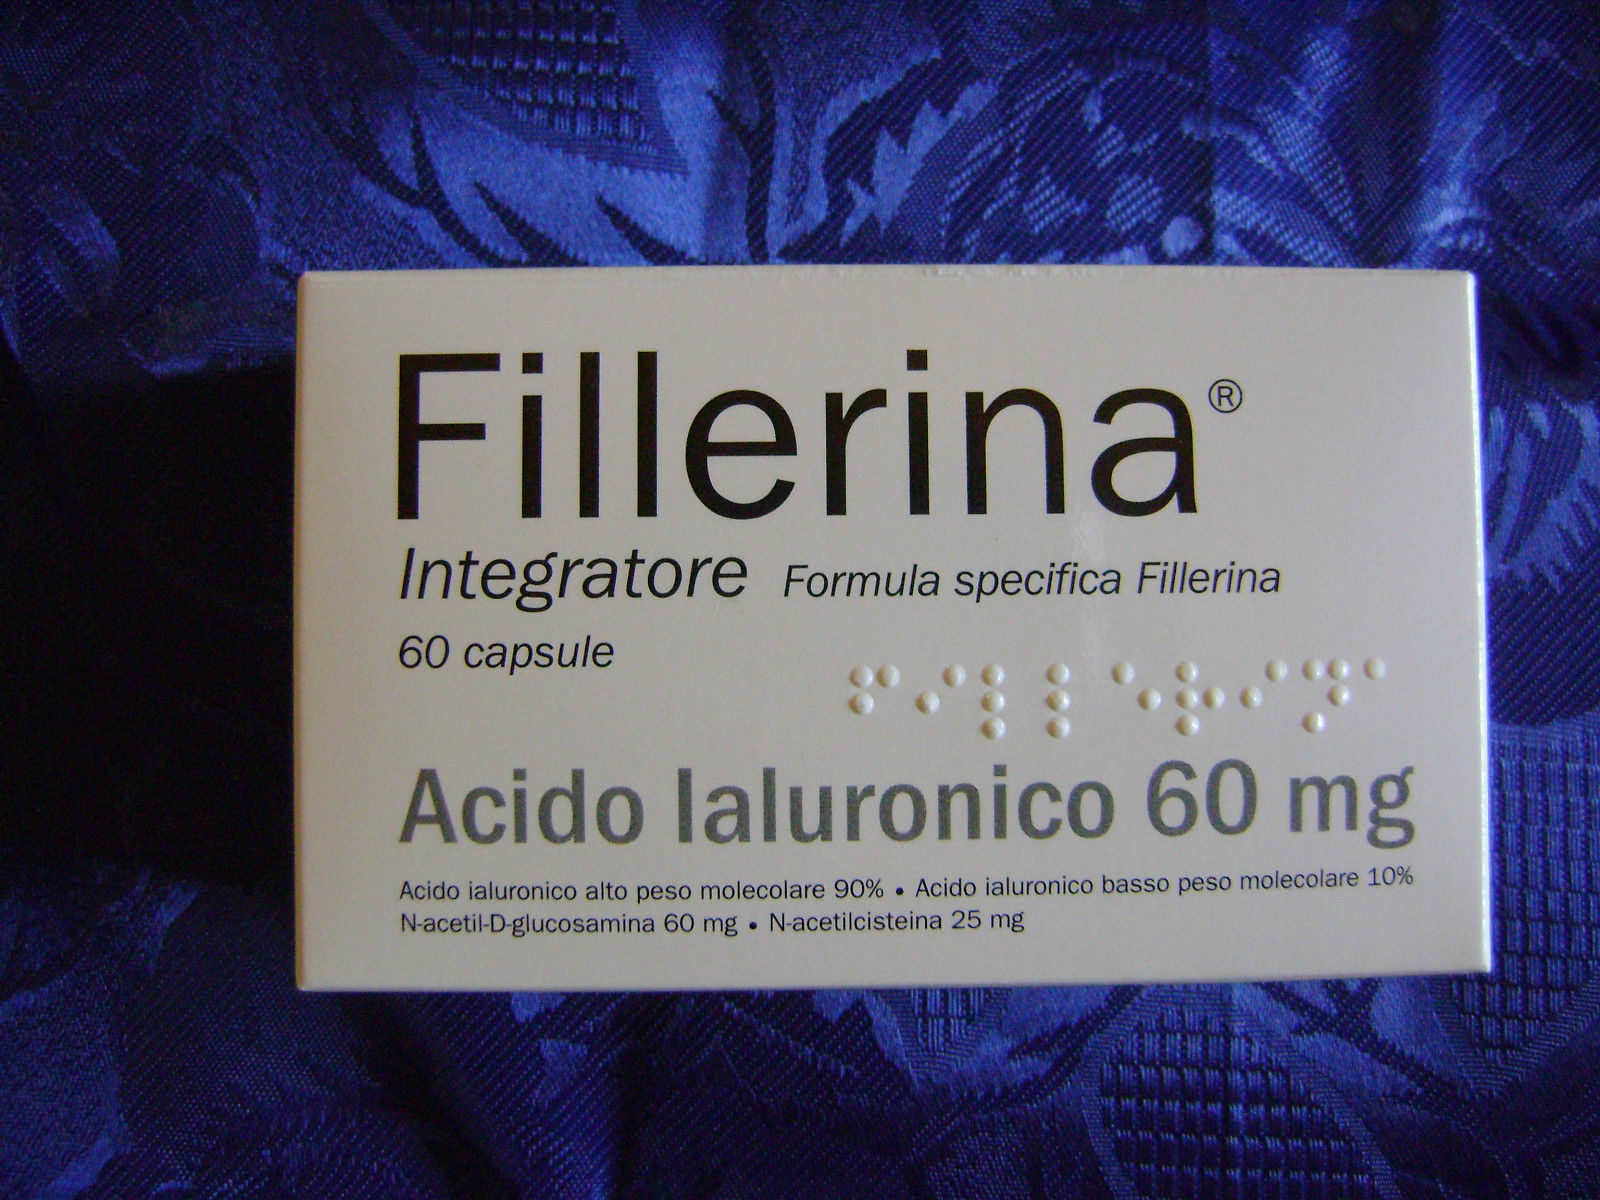 Fillerina®
Integratore Formula specifica Fillerina
60 capsule
⠋⠊⠇⠇⠑⠗⠊⠝⠁
Acido Ialuronico 60 mg
Acido ialuronico alto peso molecolare 90% • Acido ialuronico basso peso molecolare 10%
N-acetil-D-glucosamina 60 mg • N-acetilcisteina 25 mg